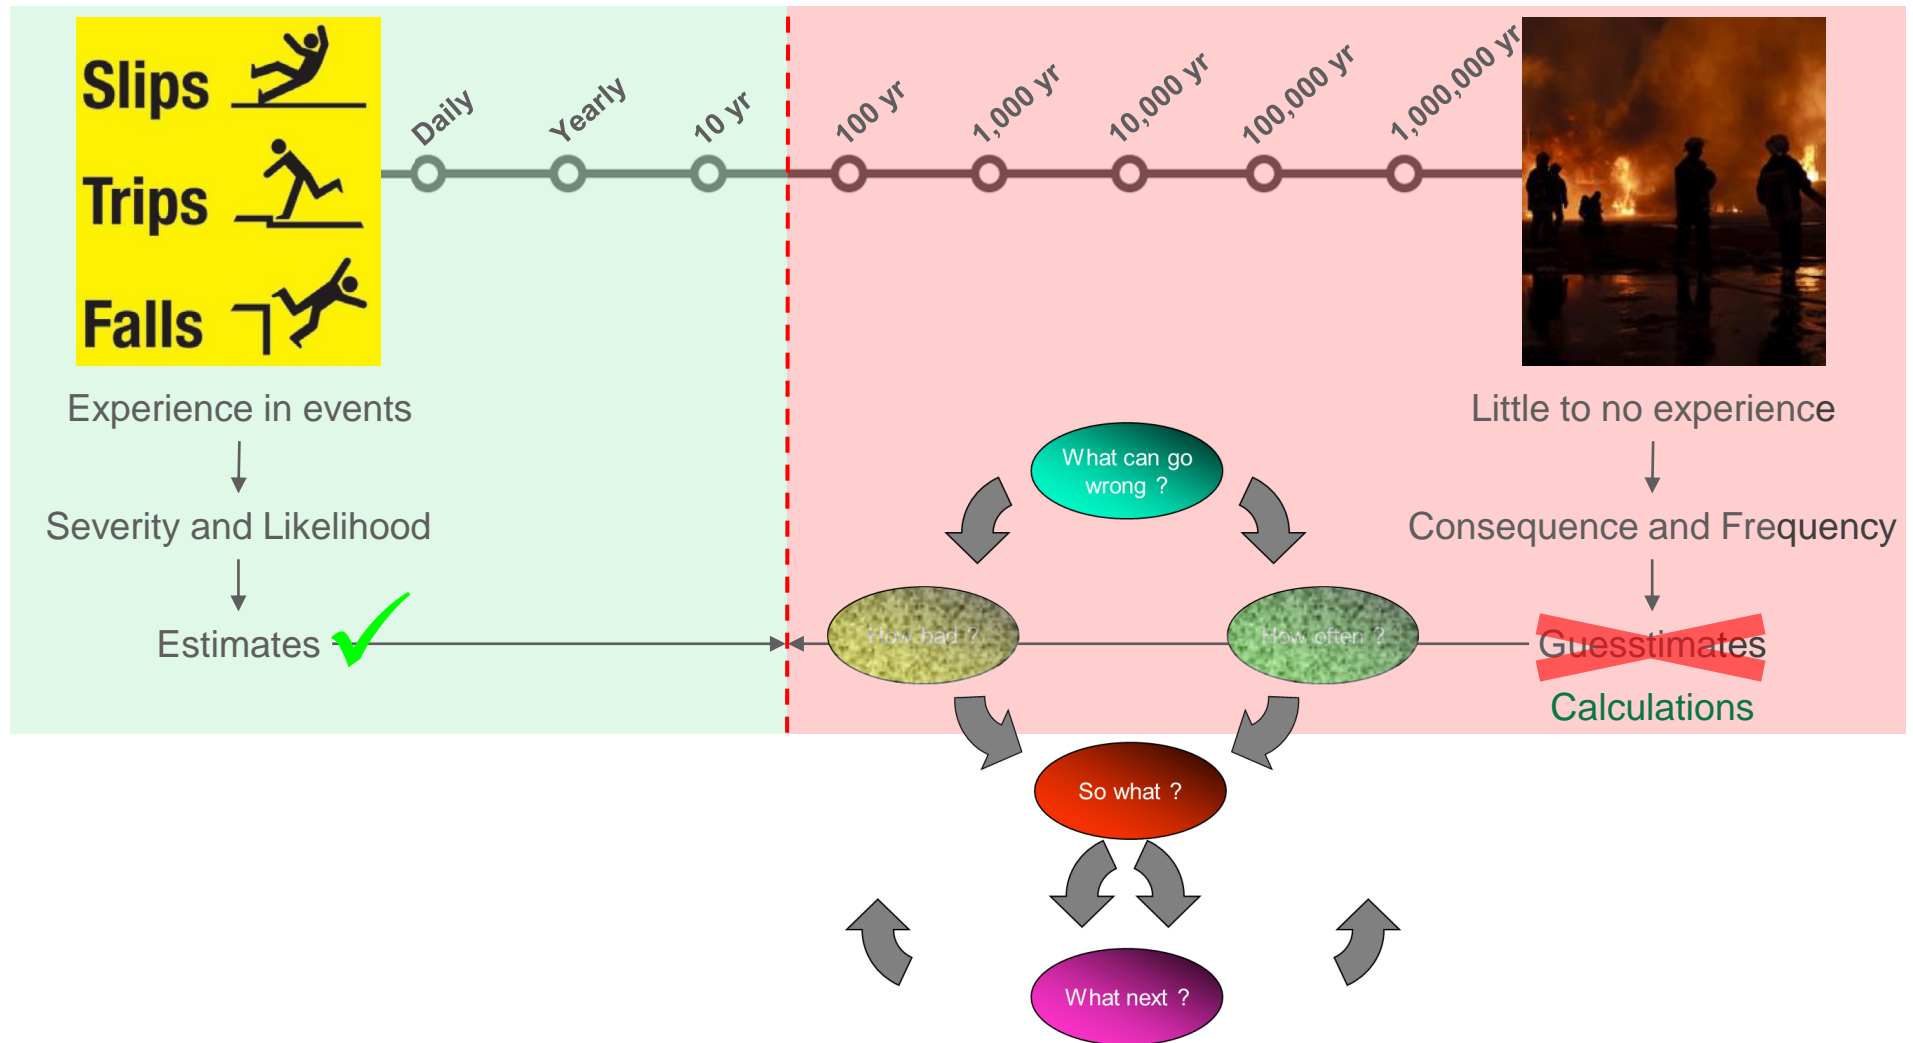 Slips
Trips
Falls
Daily
Yearly
10 yr
100 yr
1,000 yr
10,000 yr
100,000 yr
1,000,000 yr
Experience in events
Severity and Likelihood
Estimates
Little to no experience
Consequence and Frequency
Guesstimates
Calculations
What can go
wrong ?
How bad ?
How often ?
So what ?
What next ?